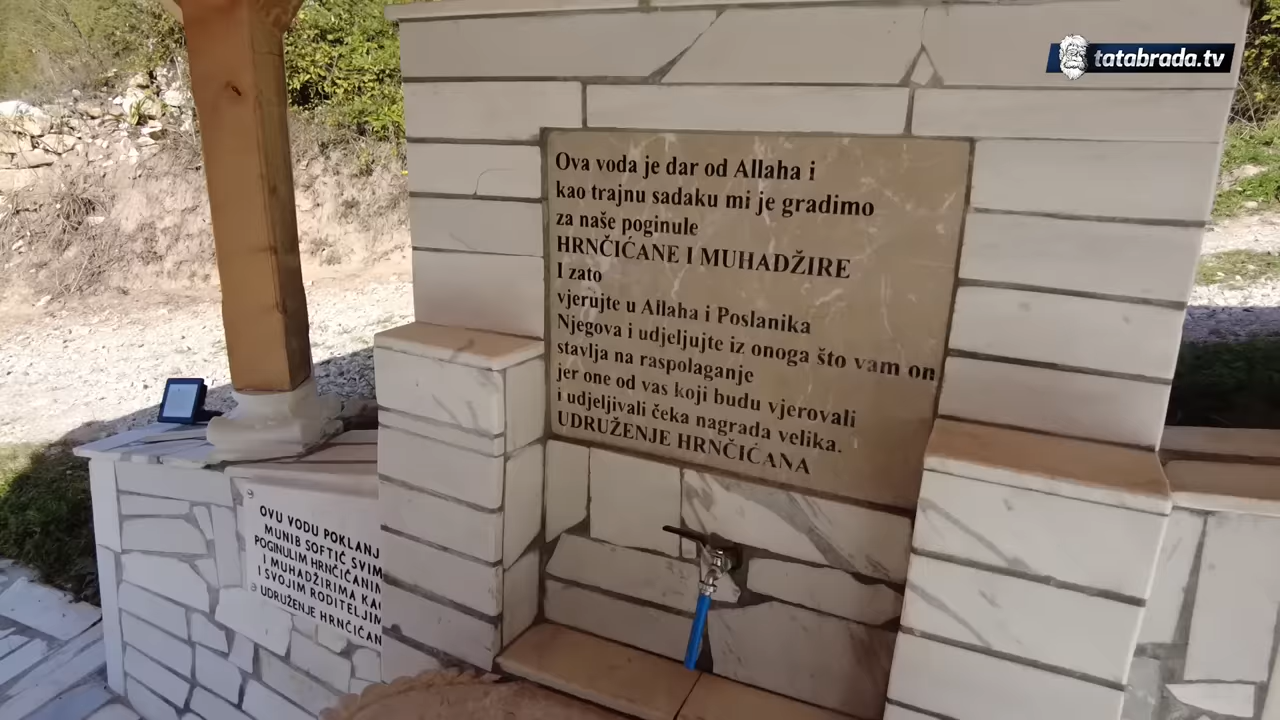 tatabrada.tv
Ova voda je dar od Allaha i
kao trajnu sadaku mi je gradimo
za naše poginule
HRNČIĆANE I MUHADŽIRE
I zato
vjerujte u Allaha i Poslanika
Njegova i udjeljujte iz onoga što vam on
stavlja na raspolaganje
jer one od vas koji budu vjerovali
i udjeljivali čeka nagrada velika.
UDRUŽENJE HRNČIĆANA
OVU VODU POKLANJ
MUNIB SOFTIĆ SVIM
POGINULIM HRNČIĆANIM
I MUHADŽIRIMA KA
I SVOJIM RODITELJIM
UDRUŽENJE HRNČIĆAN